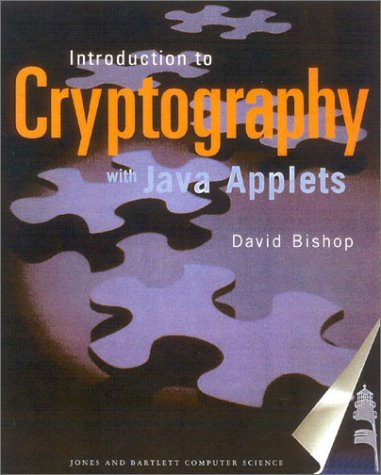 Introduction to
Cryptography
with Java Applets
David Bishop
JONES AND BARTLETT COMPUTER SCIENCE